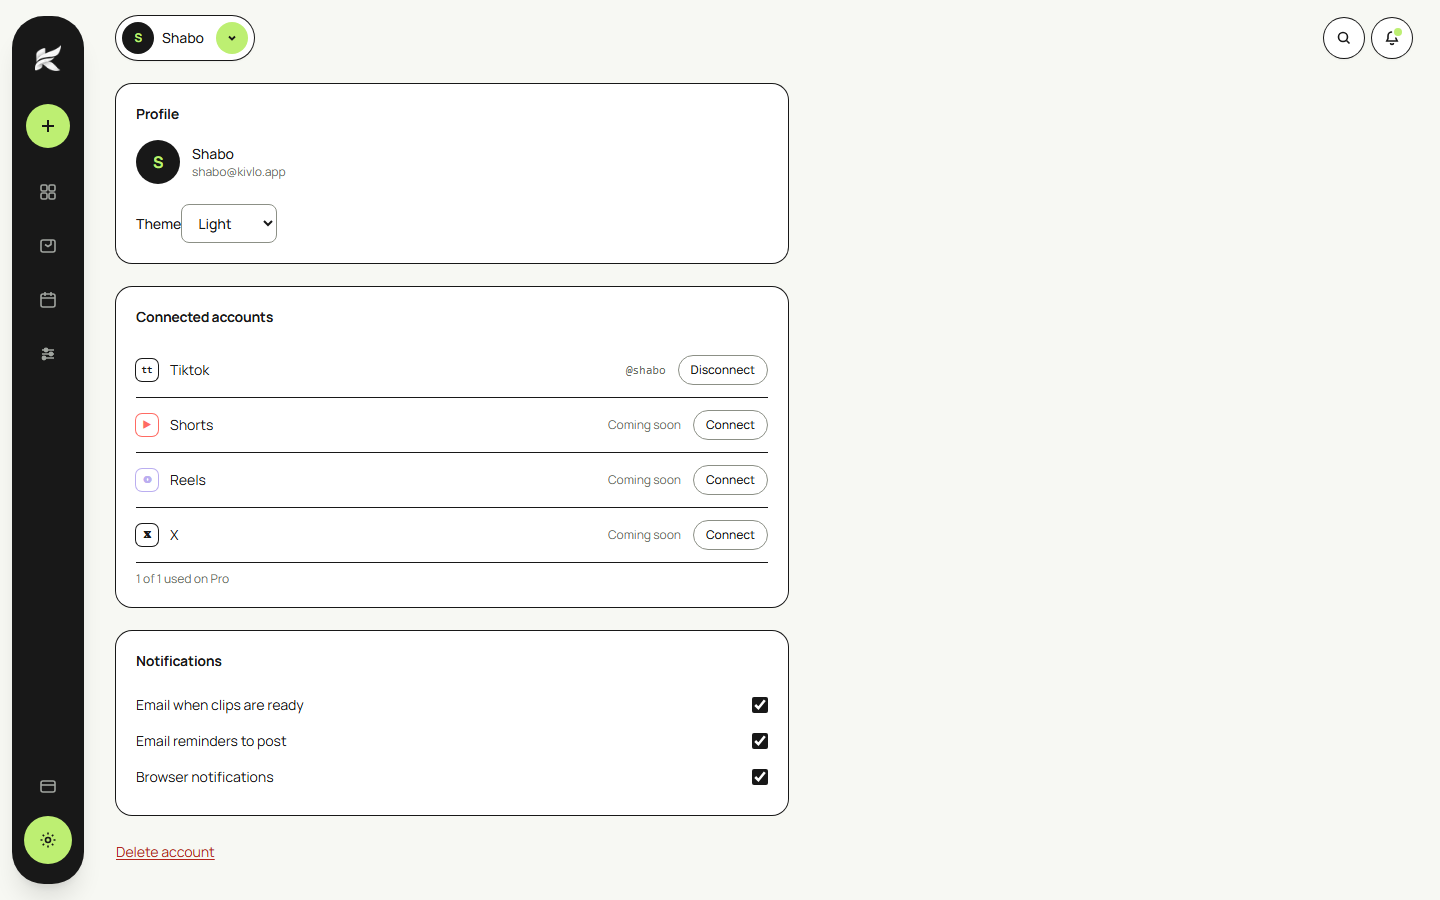 S Shabo
Profile
S
Shabo
shabo@kivlo.app
Theme Light
Connected accounts
tt Tiktok @shabo Disconnect
Shorts Coming soon Connect
Reels Coming soon Connect
X X Coming soon Connect
1 of 1 used on Pro
Notifications
Email when clips are ready
Email reminders to post
Browser notifications
Delete account